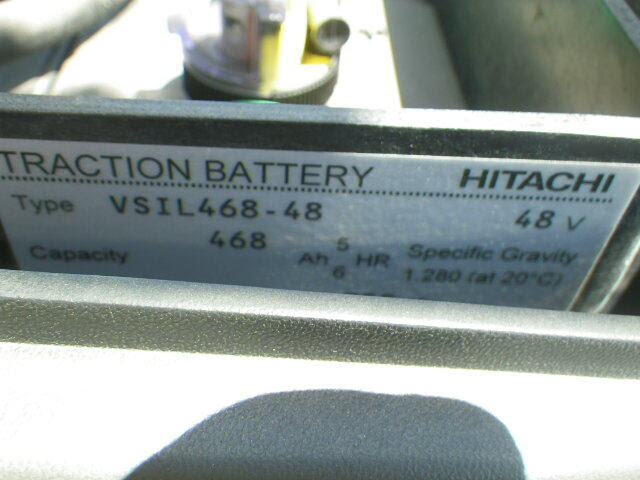 TRACTION BATTERY HITACHI
Type VSIL468-48 48 V
Capacity 468 Ah 5 HR Specific Gravity
6 1.280 (at 20°C)